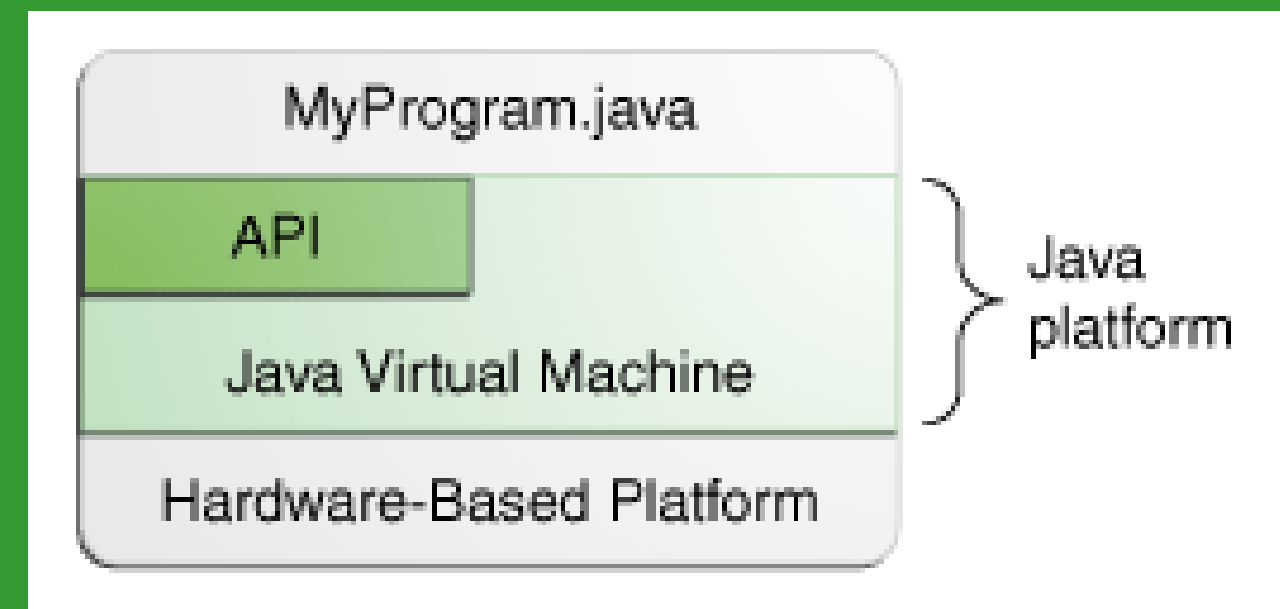 MyProgram.java
API
Java Virtual Machine
Hardware-Based Platform
Java
platform